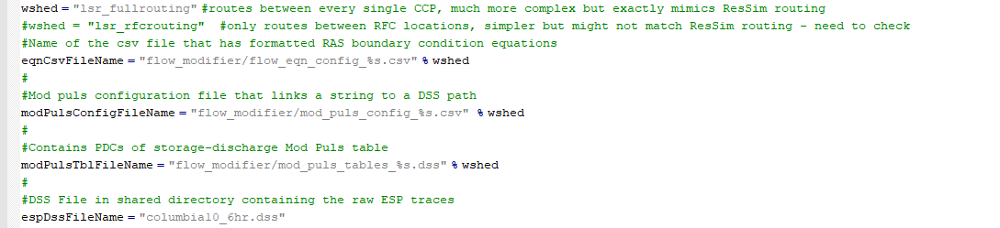 wshed = "lsr_fullrouting" #routes between every single CCP, much more complex but exactly mimics ResSim routing
#wshed = "lsr_rfcrouting"  #only routes between RFC locations, simpler but might not match ResSim routing - need to check
#Name of the csv file that has formatted RAS boundary condition equations
eqnCsvFileName = "flow_modifier/flow_eqn_config_%s.csv" % wshed
#
#Mod puls configuration file that links a string to a DSS path
modPulsConfigFileName = "flow_modifier/mod_puls_config_%s.csv" % wshed
#
#Contains PDCs of storage-discharge Mod Puls table
modPulsTblFileName = "flow_modifier/mod_puls_tables_%s.dss" % wshed
#
#DSS File in shared directory containing the raw ESP traces
espDssFileName = "columbia10_6hr.dss"